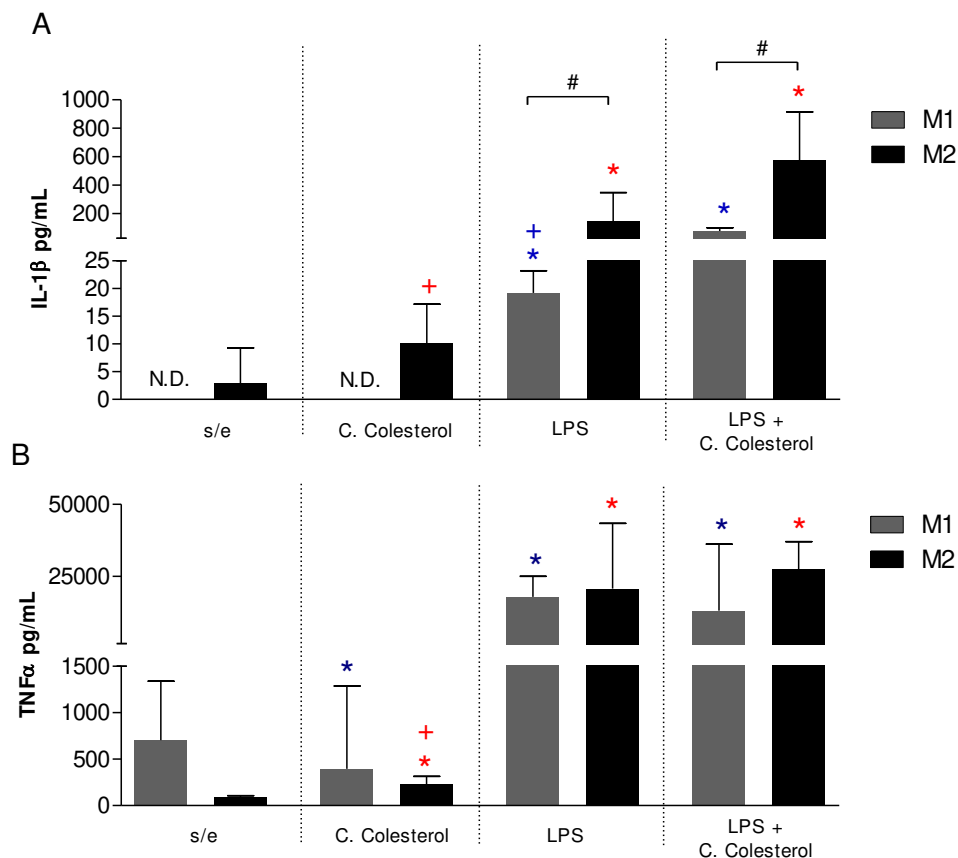 A
#
#
1000
800
600
400
200
25
20
15
10
5
0
IL-1β pg/mL
*
*
*
+
*
+
N.D.
N.D.
s/e
C. Colesterol
LPS
LPS +
C. Colesterol
M1
M2
B
50000
25000
1500
1000
500
0
TNFα pg/mL
*
*
*
*
*
+
*
s/e
C. Colesterol
LPS
LPS +
C. Colesterol
M1
M2